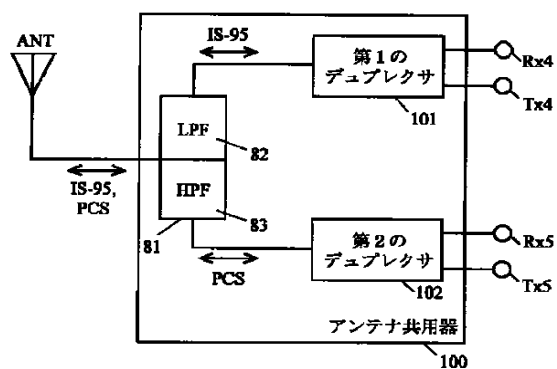 ANT
IS-95
第1の
デュプレクサ
101
Rx4
Tx4
LPF
82
HPF
83
81
IS-95,
PCS
PCS
第2の
デュプレクサ
102
Rx5
Tx5
アンテナ共用器
100